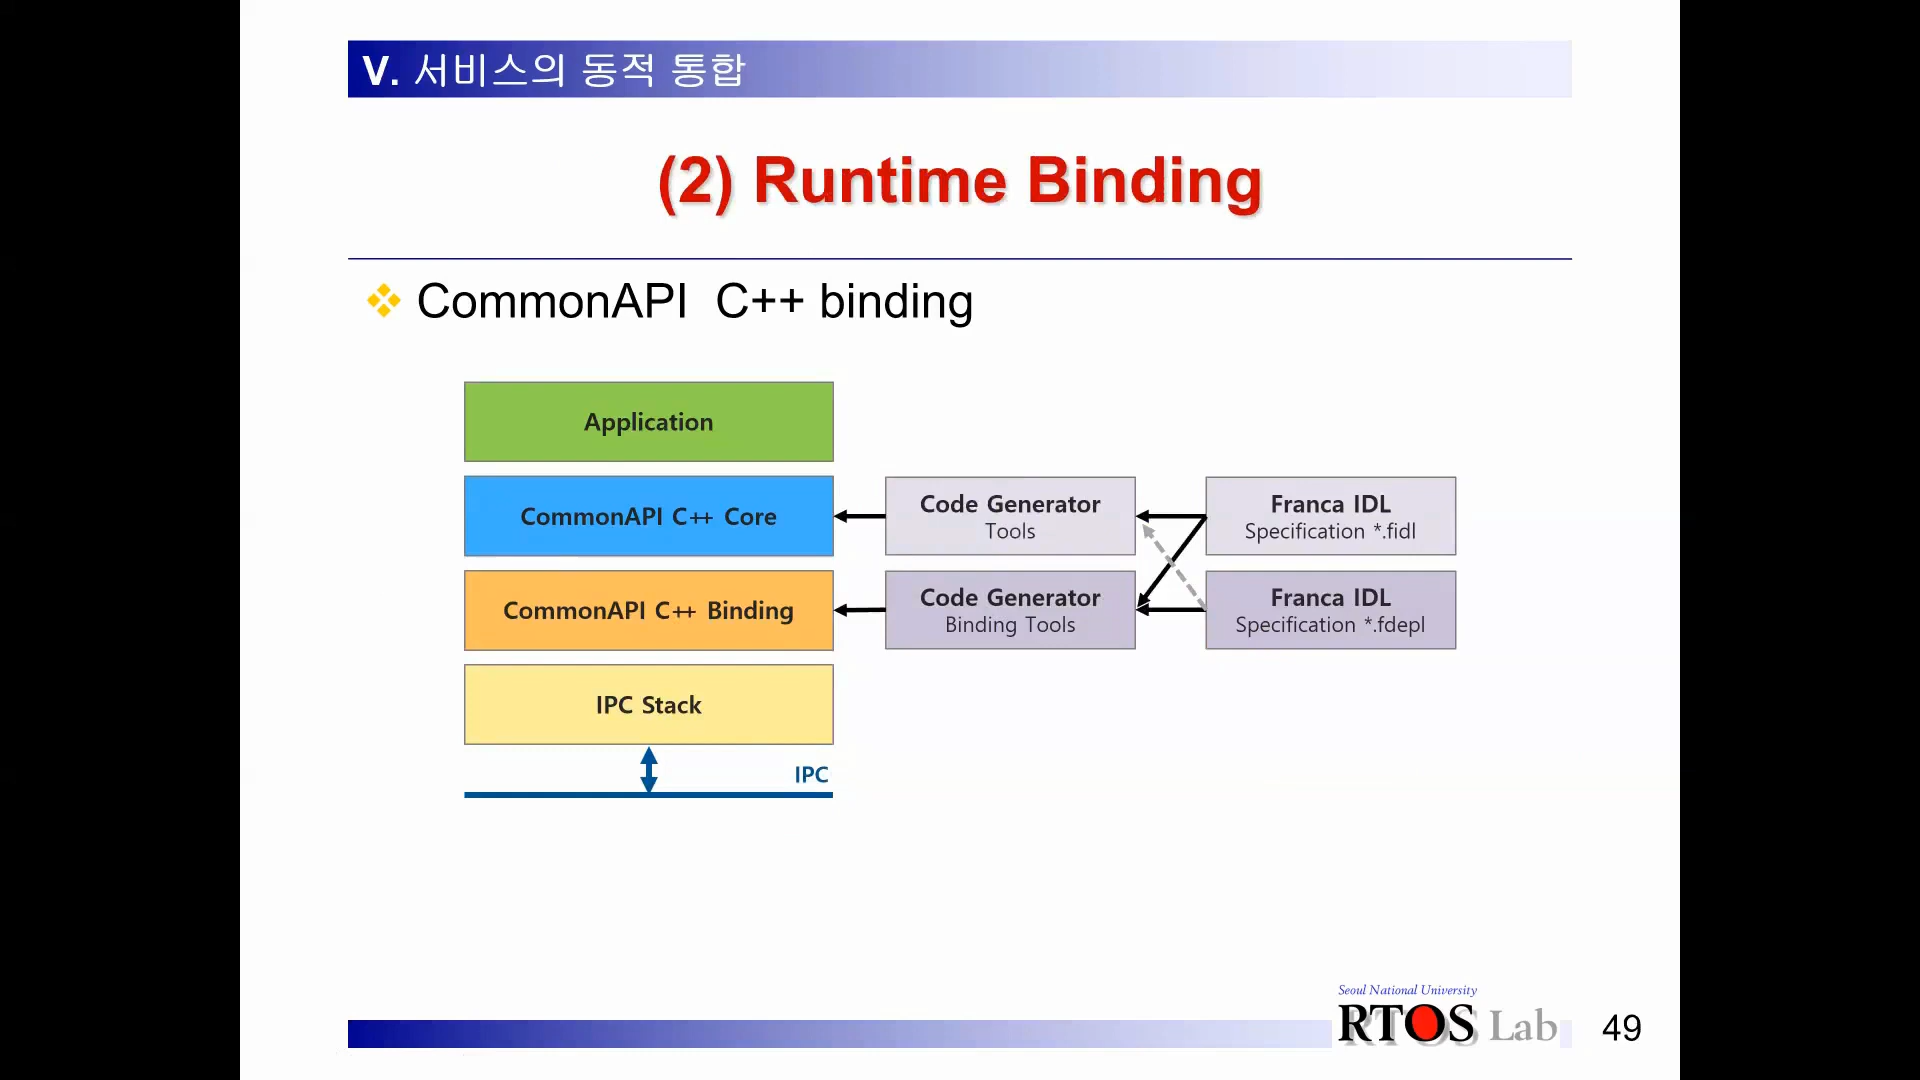 V. 서비스의 동적 통합
(2) Runtime Binding
CommonAPI C++ binding
Application
CommonAPI C++ Core
Code Generator
Tools
Franca IDL
Specification *.fidl
CommonAPI C++ Binding
Code Generator
Binding Tools
Franca IDL
Specification *.fdepl
IPC Stack
IPC
Seoul National University
RTOS Lab
49